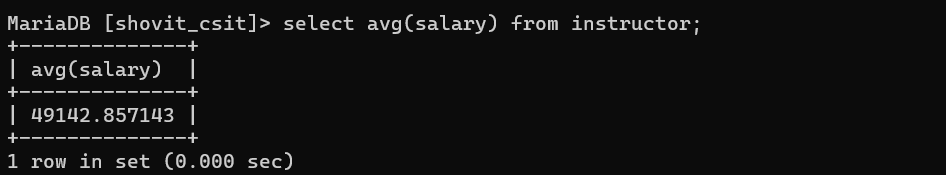 MariaDB [shovit_csit]> select avg(salary) from instructor;
+--------------+
| avg(salary)  |
+--------------+
| 49142.857143 |
+--------------+
1 row in set (0.000 sec)